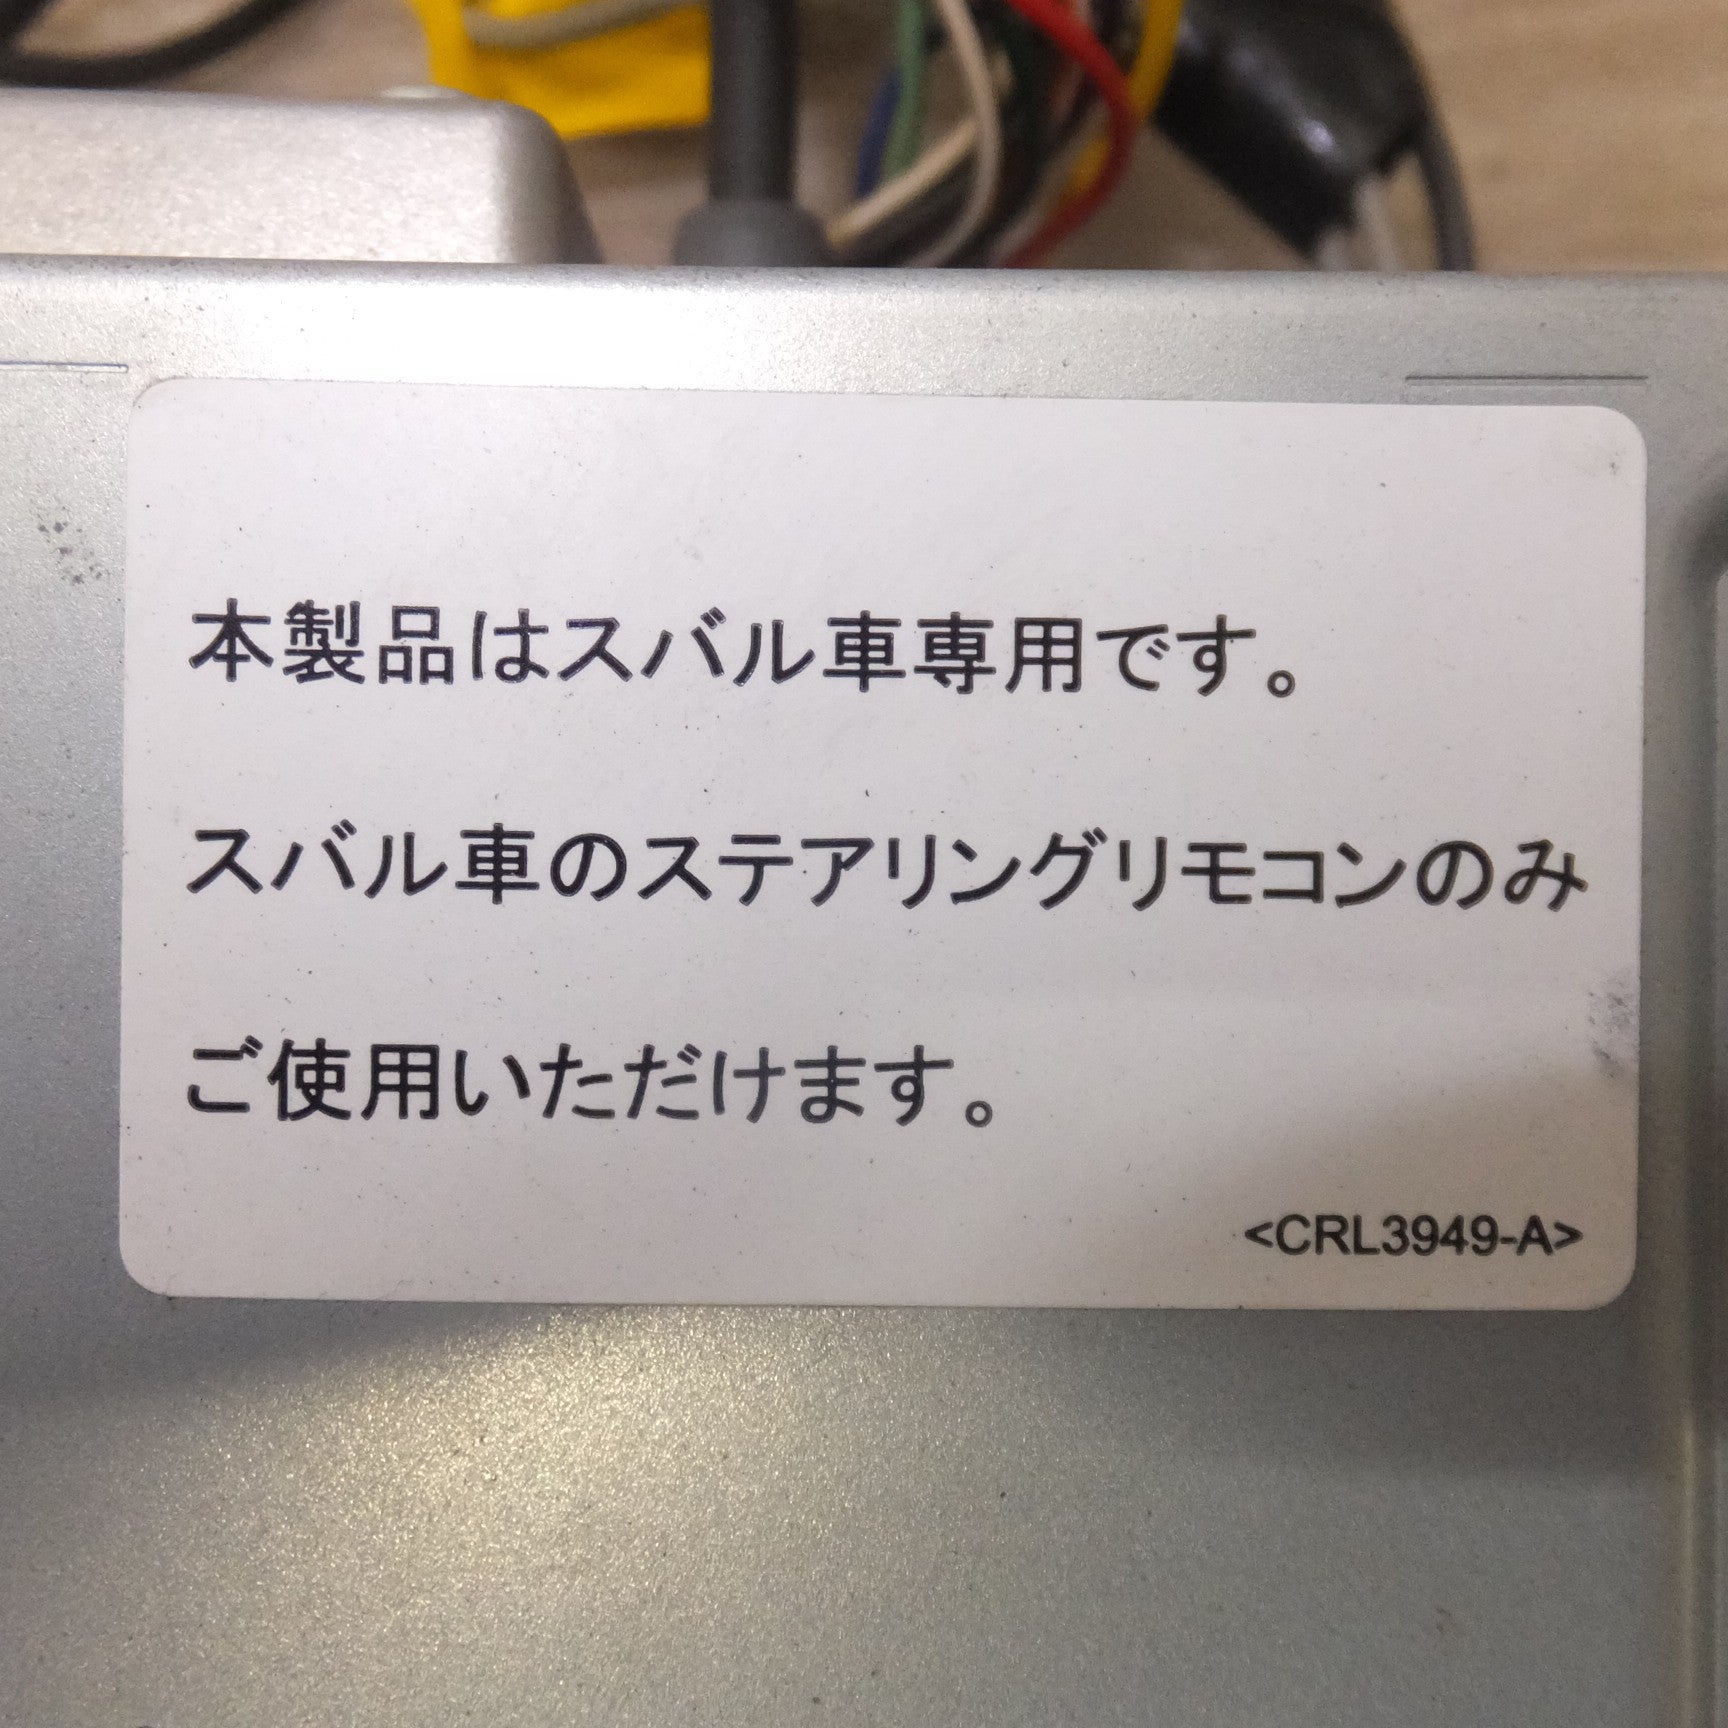 本製品はスバル車専用です。
スバル車のステアリングリモコンのみ
ご使用いただけます。
<CRL3949-A>